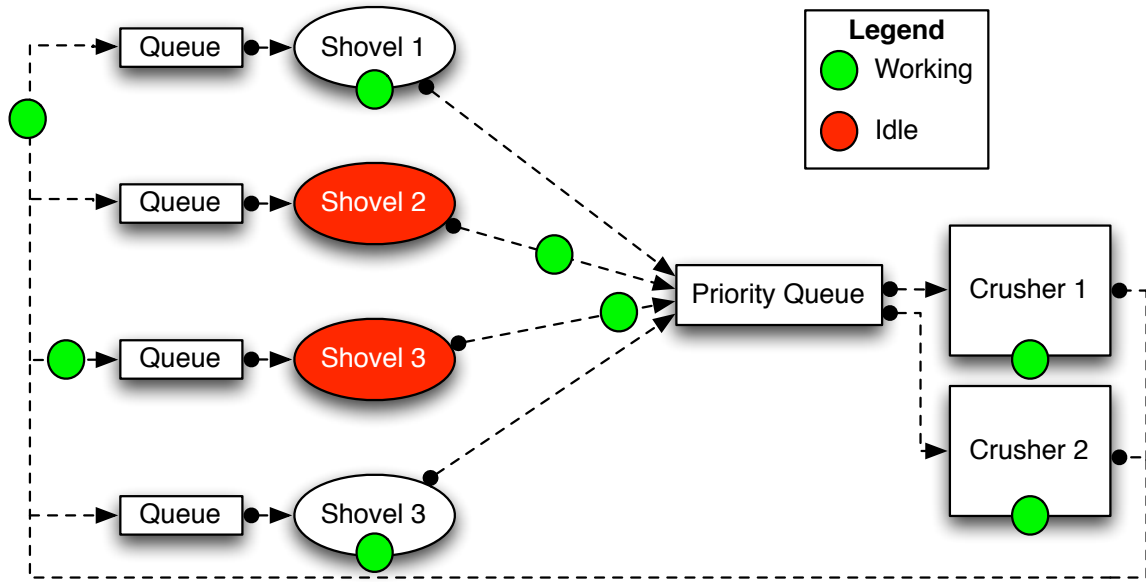 Queue
Shovel 1
Legend
Working
Idle
Queue
Shovel 2
Priority Queue
Crusher 1
Queue
Shovel 3
Crusher 2
Queue
Shovel 3